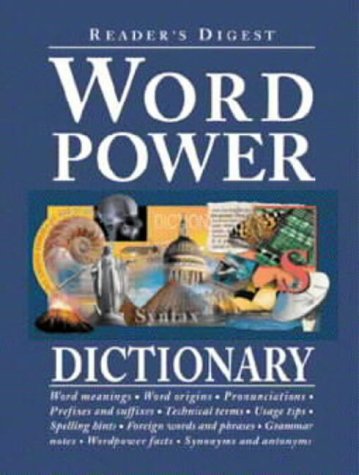 READER'S DIGEST
WORD
POWER
DICTION
Syntax
S
DICTIONARY
Word meanings • Word origins • Pronunciations •
Prefixes and suffixes • Technical terms • Usage tips •
Spelling hints • Foreign words and phrases • Grammar
notes • Wordpower facts • Synonyms and antonyms